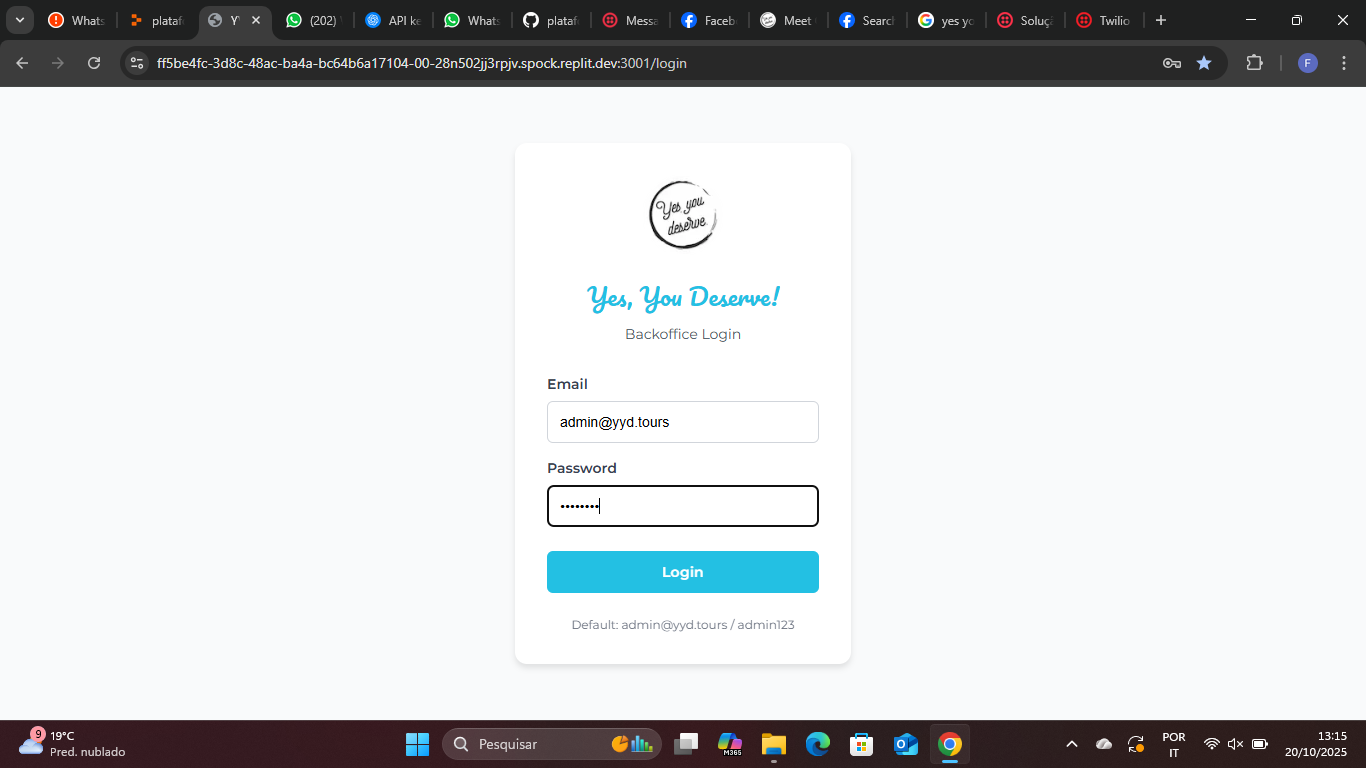 Whats
plataf
Y
(202)
API ke
Whats
plataf
Messa
Faceb
Meet
Search
yes yo
Soluçã
Twilio
ff5be4fc-3d8c-48ac-ba4a-bc64b6a17104-00-28n502jj3rpjv.spock.replit.dev:3001/login
F
Yes you
deserve
Yes, You Deserve!
Backoffice Login
Email
admin@yyd.tours
Password
••••••••
Login
Default: admin@yyd.tours / admin123
9
19°C
Pred. nublado
Pesquisar
M365
POR
IT
13:15
20/10/2025